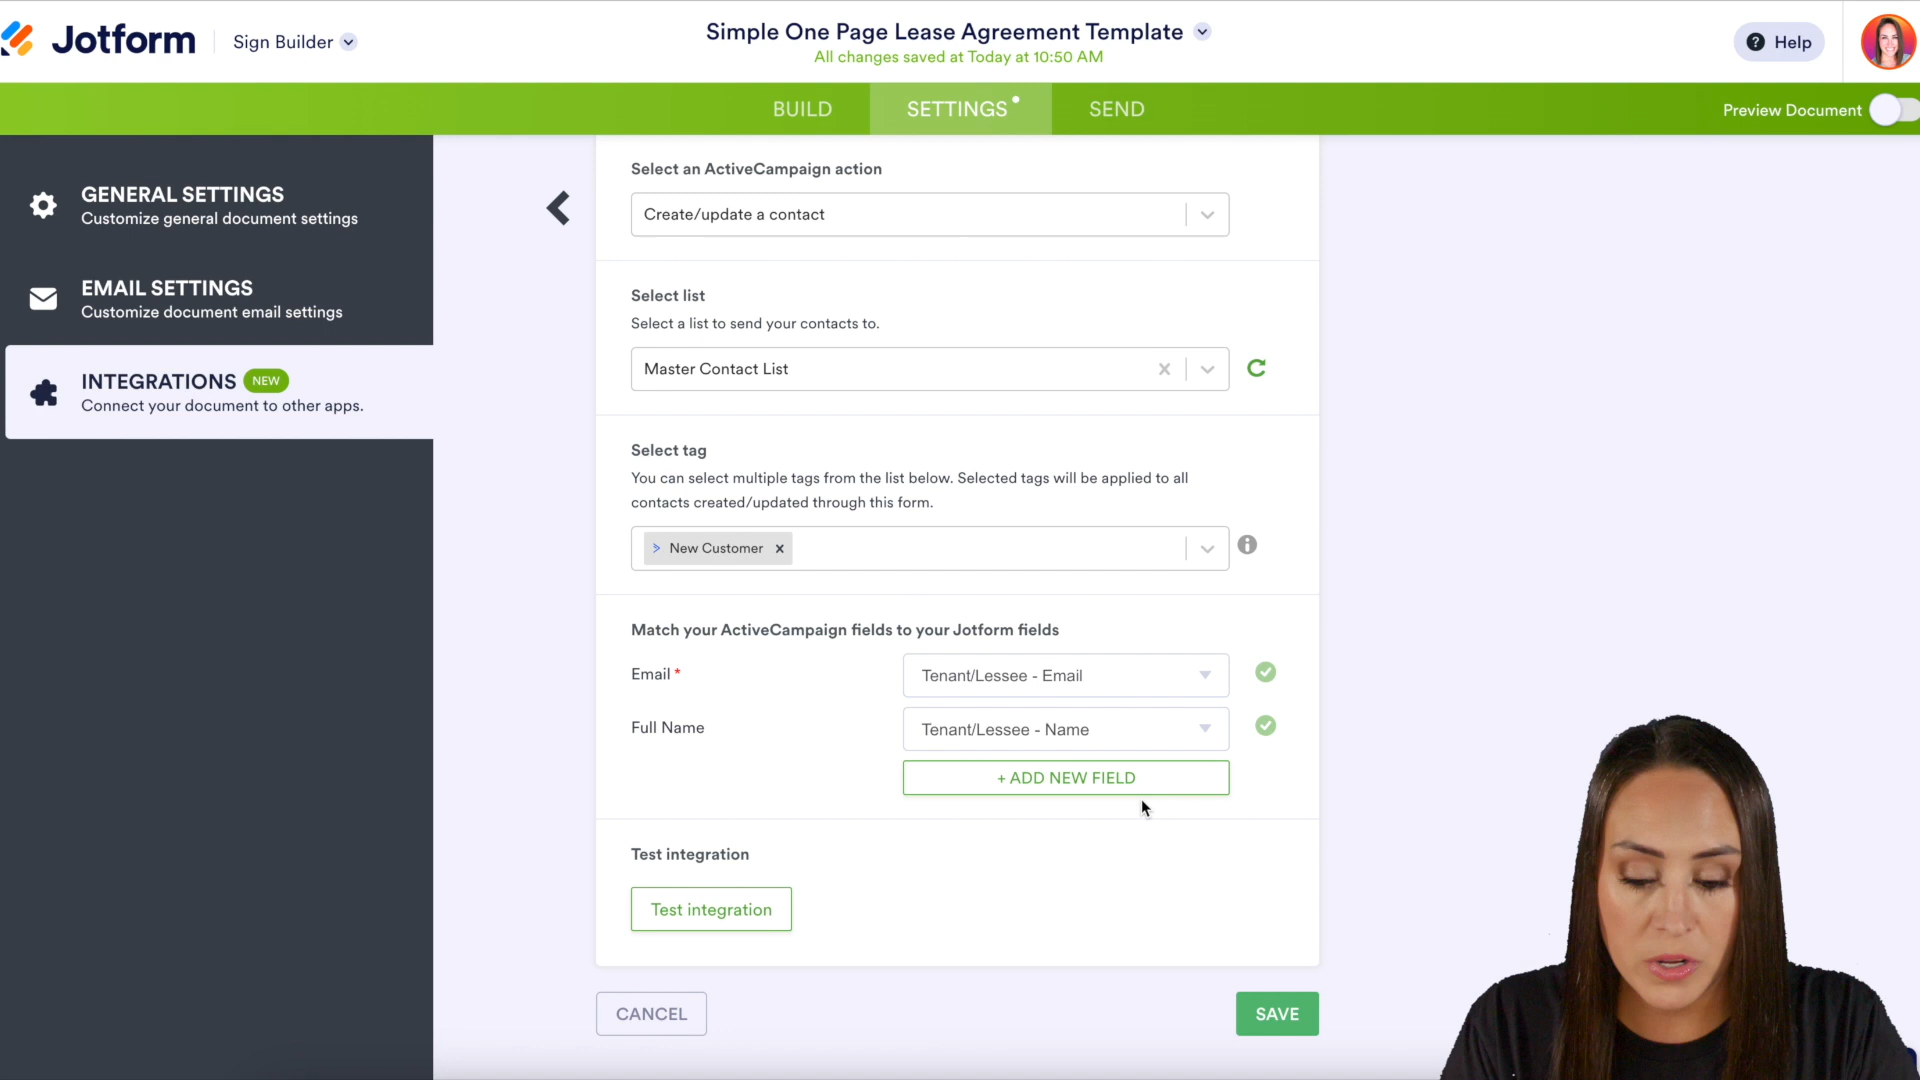 Jotform
Sign Builder
Simple One Page Lease Agreement Template
All changes saved at Today at 10:50 AM
Help
BUILD
SETTINGS
SEND
Preview Document
GENERAL SETTINGS
Customize general document settings
EMAIL SETTINGS
Customize document email settings
INTEGRATIONS NEW
Connect your document to other apps.
Select an ActiveCampaign action
Create/update a contact
Select list
Select a list to send your contacts to.
Master Contact List
Select tag
You can select multiple tags from the list below. Selected tags will be applied to all
contacts created/updated through this form.
> New Customer x
Match your ActiveCampaign fields to your Jotform fields
Email *
Tenant/Lessee - Email
Full Name
Tenant/Lessee - Name
+ ADD NEW FIELD
Test integration
Test integration
CANCEL
SAVE